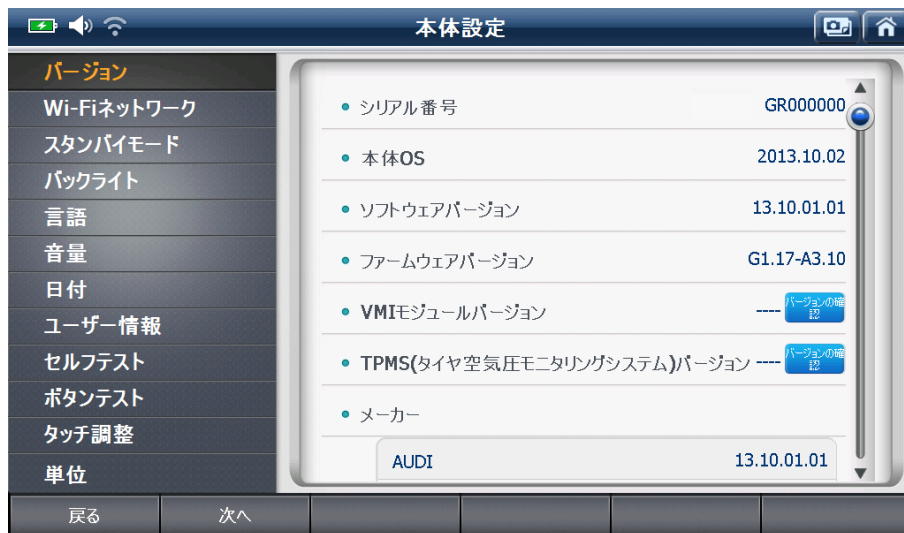 本体設定
バージョン
Wi-Fiネットワーク
スタンバイモード
バックライト
言語
音量
日付
ユーザー情報
セルフテスト
ボタンテスト
タッチ調整
単位
シリアル番号 GR000000
本体OS 2013.10.02
ソフトウェアバージョン 13.10.01.01
ファームウェアバージョン G1.17-A3.10
VMIモジュールバージョン ---- バージョンの確
認
TPMS(タイヤ空気圧モニタリングシステム)バージョン ---- バージョンの確
認
メーカー
AUDI 13.10.01.01
戻る 次へ